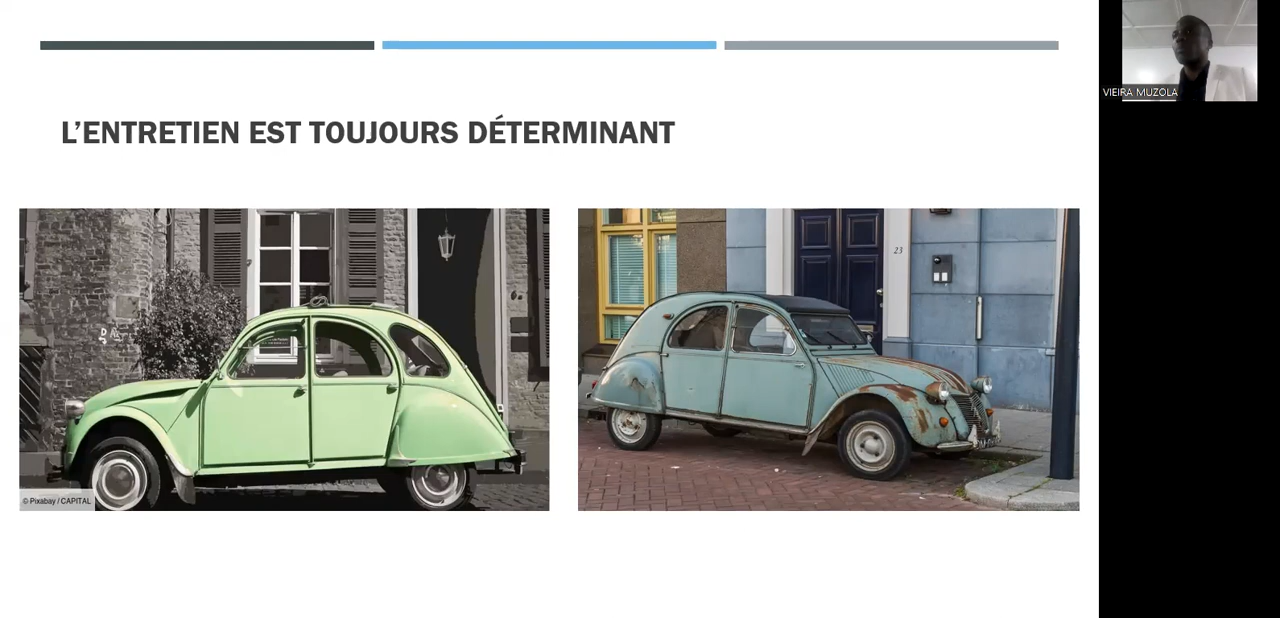 L’ENTRETIEN EST TOUJOURS DÉTERMINANT
VIEIRA MUZOLA
23
© Pixabay / CAPITAL